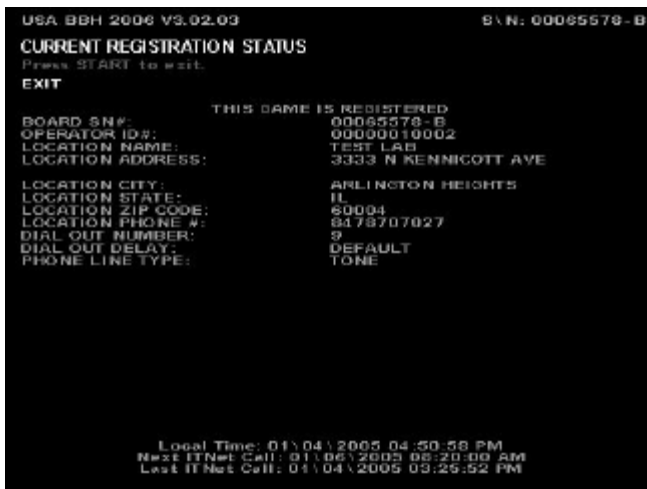 USA BBH 2006 V3.02.03 S\N: 00065578-B
CURRENT REGISTRATION STATUS
Press START to exit.
EXIT
THIS GAME IS REGISTERED
BOARD SN#: 00065578-B
OPERATOR ID#: 00000010002
LOCATION NAME: TEST LAB
LOCATION ADDRESS: 3333 N KENNICOTT AVE
LOCATION CITY: ARLINGTON HEIGHTS
LOCATION STATE: IL
LOCATION ZIP CODE: 60004
LOCATION PHONE #: 8478707027
DIAL OUT NUMBER: 9
DIAL OUT DELAY: DEFAULT
PHONE LINE TYPE: TONE
Local Time: 01\04\2005 04:50:58 PM
Next ITNet Call: 01\06\2005 06:20:00 AM
Last ITNet Call: 01\04\2005 03:25:52 PM